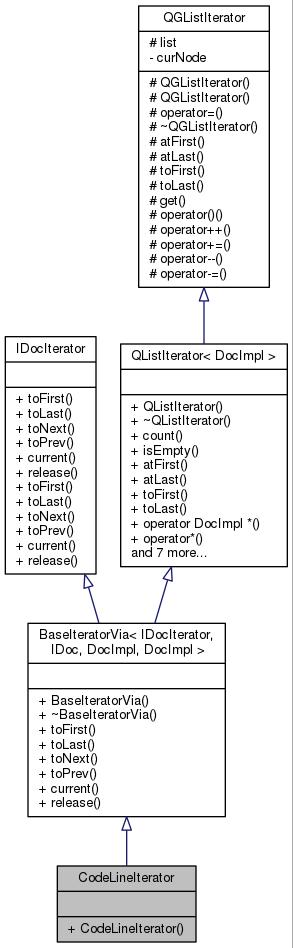 QGListIterator
# list
- curNode
# QGListIterator()
# QGListIterator()
# operator=()
# ~QGListIterator()
# atFirst()
# atLast()
# toFirst()
# toLast()
# get()
# operator()()
# operator++()
# operator+=()
# operator--()
# operator-=()
IDocIterator
+ toFirst()
+ toLast()
+ toNext()
+ toPrev()
+ current()
+ release()
+ toFirst()
+ toLast()
+ toNext()
+ toPrev()
+ current()
+ release()
QListIterator< DocImpl >
+ QListIterator()
+ ~QListIterator()
+ count()
+ isEmpty()
+ atFirst()
+ atLast()
+ toFirst()
+ toLast()
+ operator DocImpl *()
+ operator*()
and 7 more...
BaseIteratorVia< IDocIterator,
IDoc, DocImpl, DocImpl >
+ BaseIteratorVia()
+ ~BaseIteratorVia()
+ toFirst()
+ toLast()
+ toNext()
+ toPrev()
+ current()
+ release()
CodeLineIterator
+ CodeLineIterator()